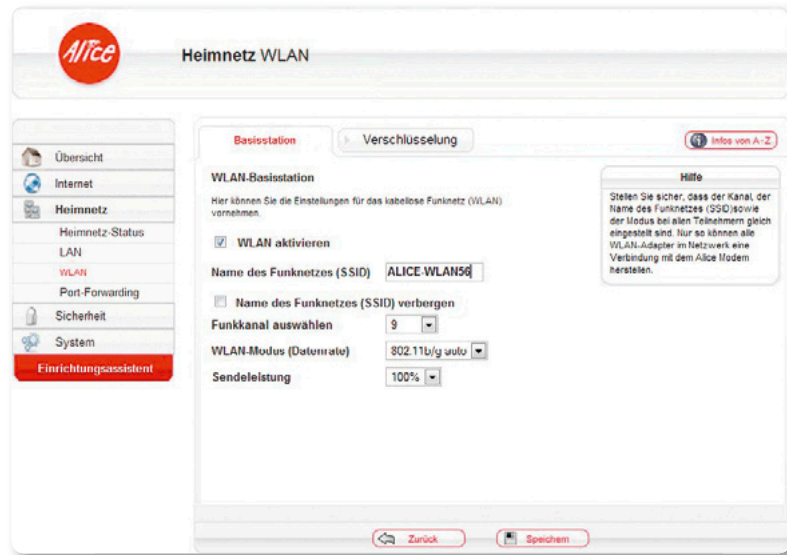 Alice
Heimnetz WLAN
Übersicht
Internet
Heimnetz
Heimnetz-Status
LAN
WLAN
Port-Forwarding
Sicherheit
System
Einrichtungsassistent
Basisstation
Verschlüsselung
Infos von A-Z
WLAN-Basisstation
Hier können Sie die Einstellungen für das kabellose Funknetz (WLAN)
vornehmen.
WLAN aktivieren
Name des Funknetzes (SSID) ALICE-WLAN56
Name des Funknetzes (SSID) verbergen
Funkkanal auswählen 9
WLAN-Modus (Datenrate) 802.11b/g auto
Sendeleistung 100%
Hilfe
Stellen Sie sicher, dass der Kanal, der
Name des Funknetzes (SSID)sowie
der Modus bei allen Teilnehmern gleich
eingestellt sind. Nur so können alle
WLAN-Adapter im Netzwerk eine
Verbindung mit dem Alice Modem
herstellen.
Zurück
Speichern